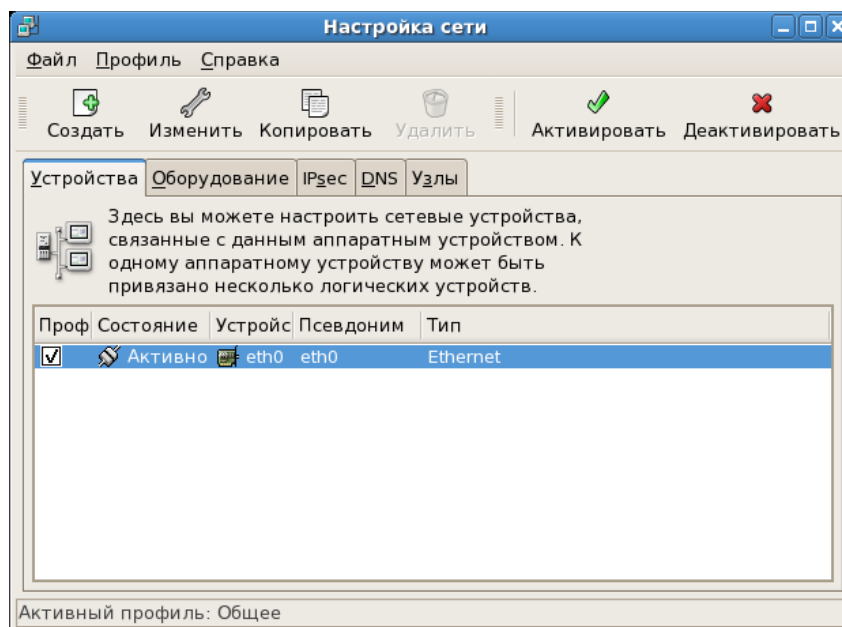 Настройка сети
Файл Профиль Справка
Создать Изменить Копировать Удалить Активировать Деактивировать
Устройства Оборудование IPsec DNS Узлы
Здесь вы можете настроить сетевые устройства,
связанные с данным аппаратным устройством. К
одному аппаратному устройству может быть
привязано несколько логических устройств.
Проф Состояние Устройс Псевдоним Тип
Активно eth0 eth0 Ethernet
Активный профиль: Общее